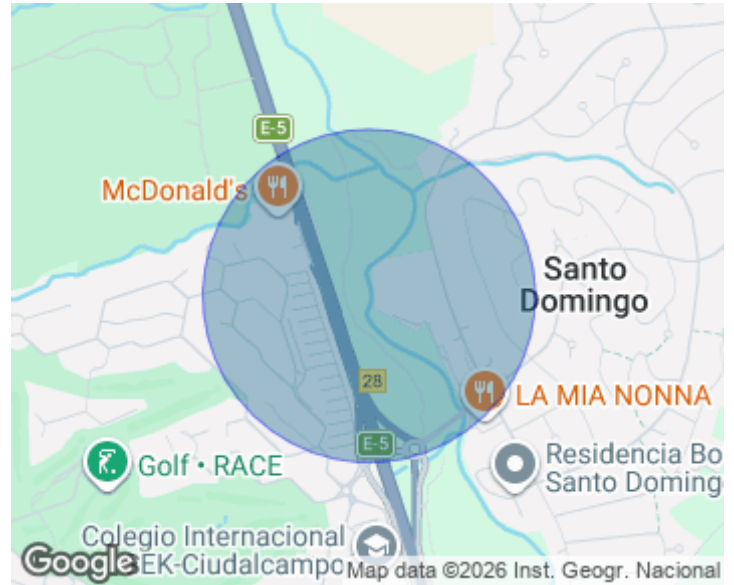 E-5
McDonald's
Santo
Domingo
28
LA MIA NONNA
E-5
Golf • RACE
Residencia Bo
Santo Doming
Colegio Internacional
EK-Ciudalcampo
Google
Map data ©2026 Inst. Geogr. Nacional